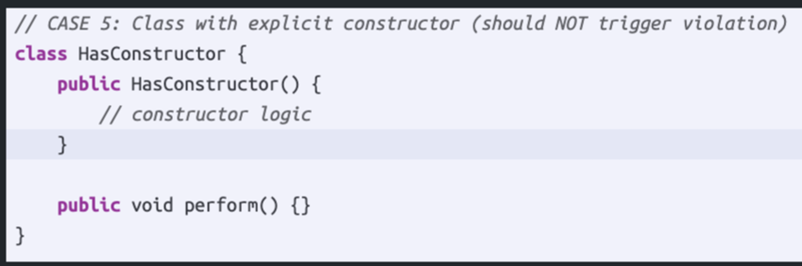 // CASE 5: Class with explicit constructor (should NOT trigger violation)
class HasConstructor {
    public HasConstructor() {
        // constructor logic
    }

    public void perform() {}
}